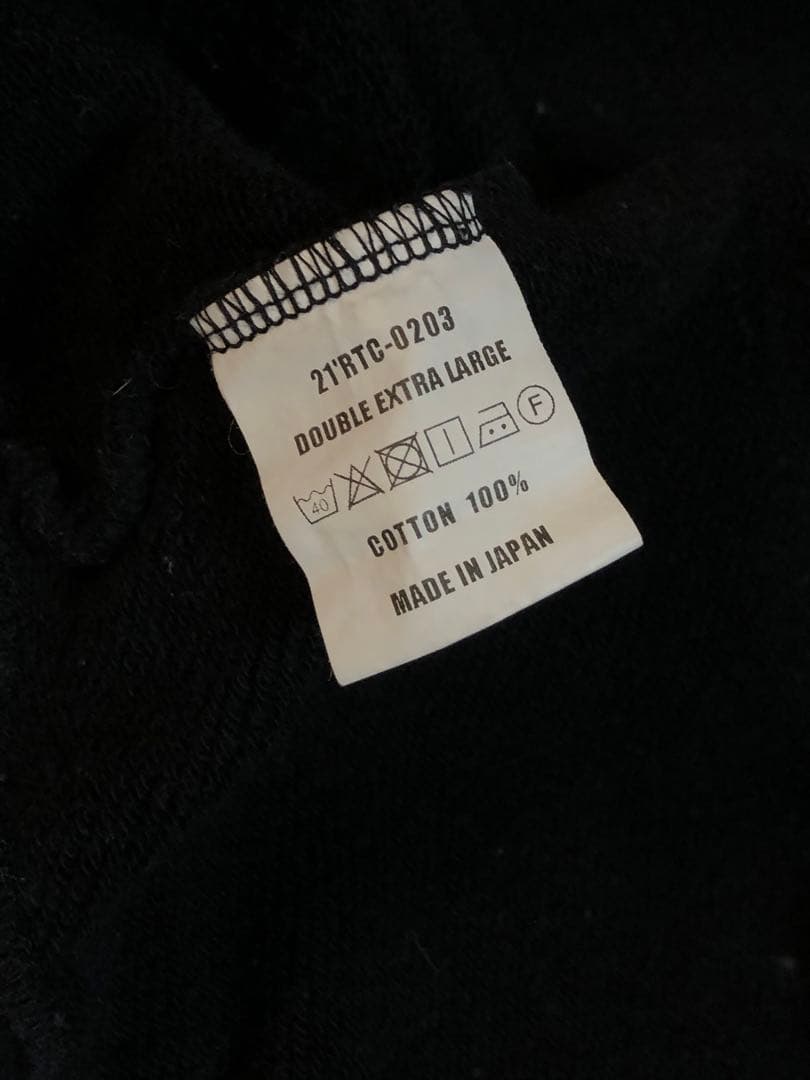 21'RTC-0203
DOUBLE EXTRA LARGE
40 F
COTTON 100%
MADE IN JAPAN